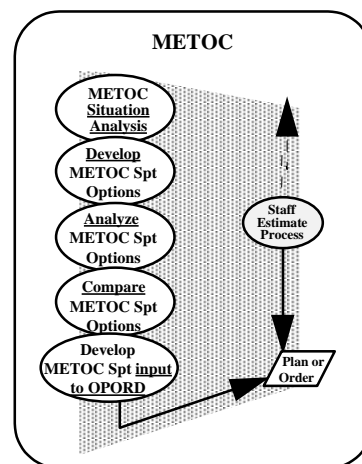 METOC
METOC
Situation
Analysis
Develop
METOC Spt
Options
Analyze
METOC Spt
Options
Compare
METOC Spt
Options
Develop
METOC Spt input
to OPORD
Staff
Estimate
Process
Plan or
Order